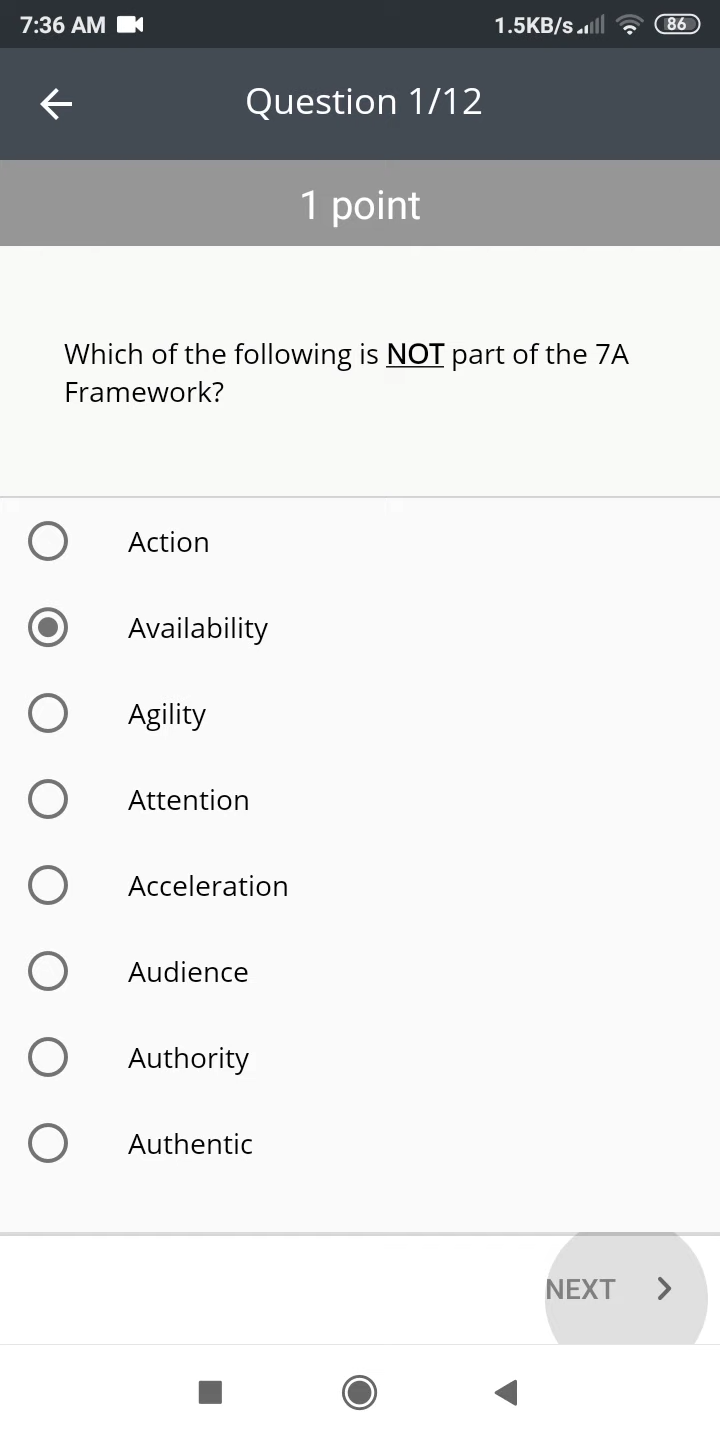 7:36 AM 1.5KB/s 86
Question 1/12
1 point
Which of the following is NOT part of the 7A
Framework?
Action
Availability
Agility
Attention
Acceleration
Audience
Authority
Authentic
NEXT